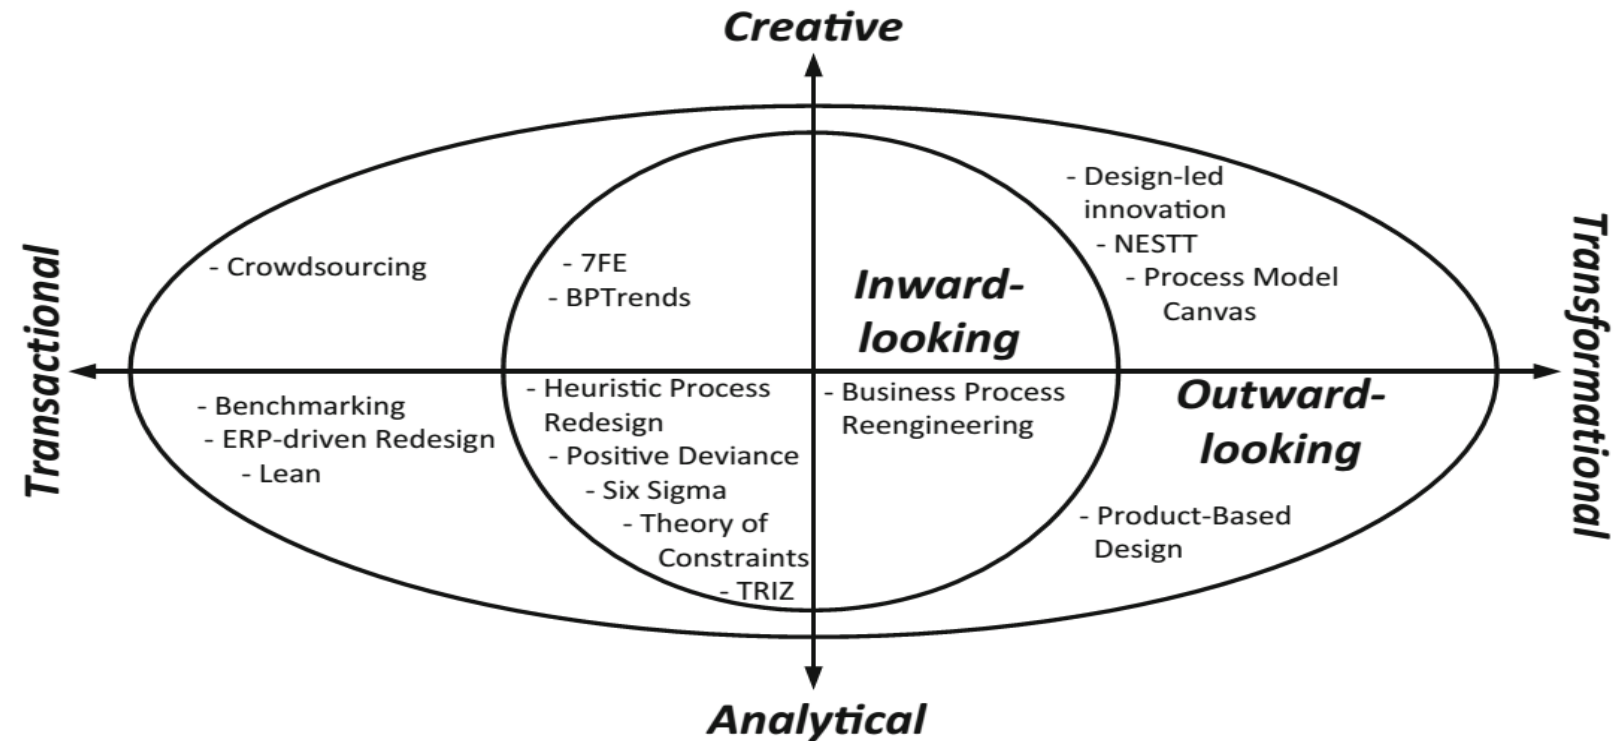 Creative
Transactional
- Crowdsourcing
- 7FE
- BPTrends
Inward-
looking
- Design-led
innovation
- NESTT
- Process Model
Canvas
Transformational
- Benchmarking
- ERP-driven Redesign
- Lean
- Heuristic Process
Redesign
- Positive Deviance
- Six Sigma
- Theory of
Constraints
- TRIZ
- Business Process
Reengineering
Outward-
looking
- Product-Based
Design
Analytical